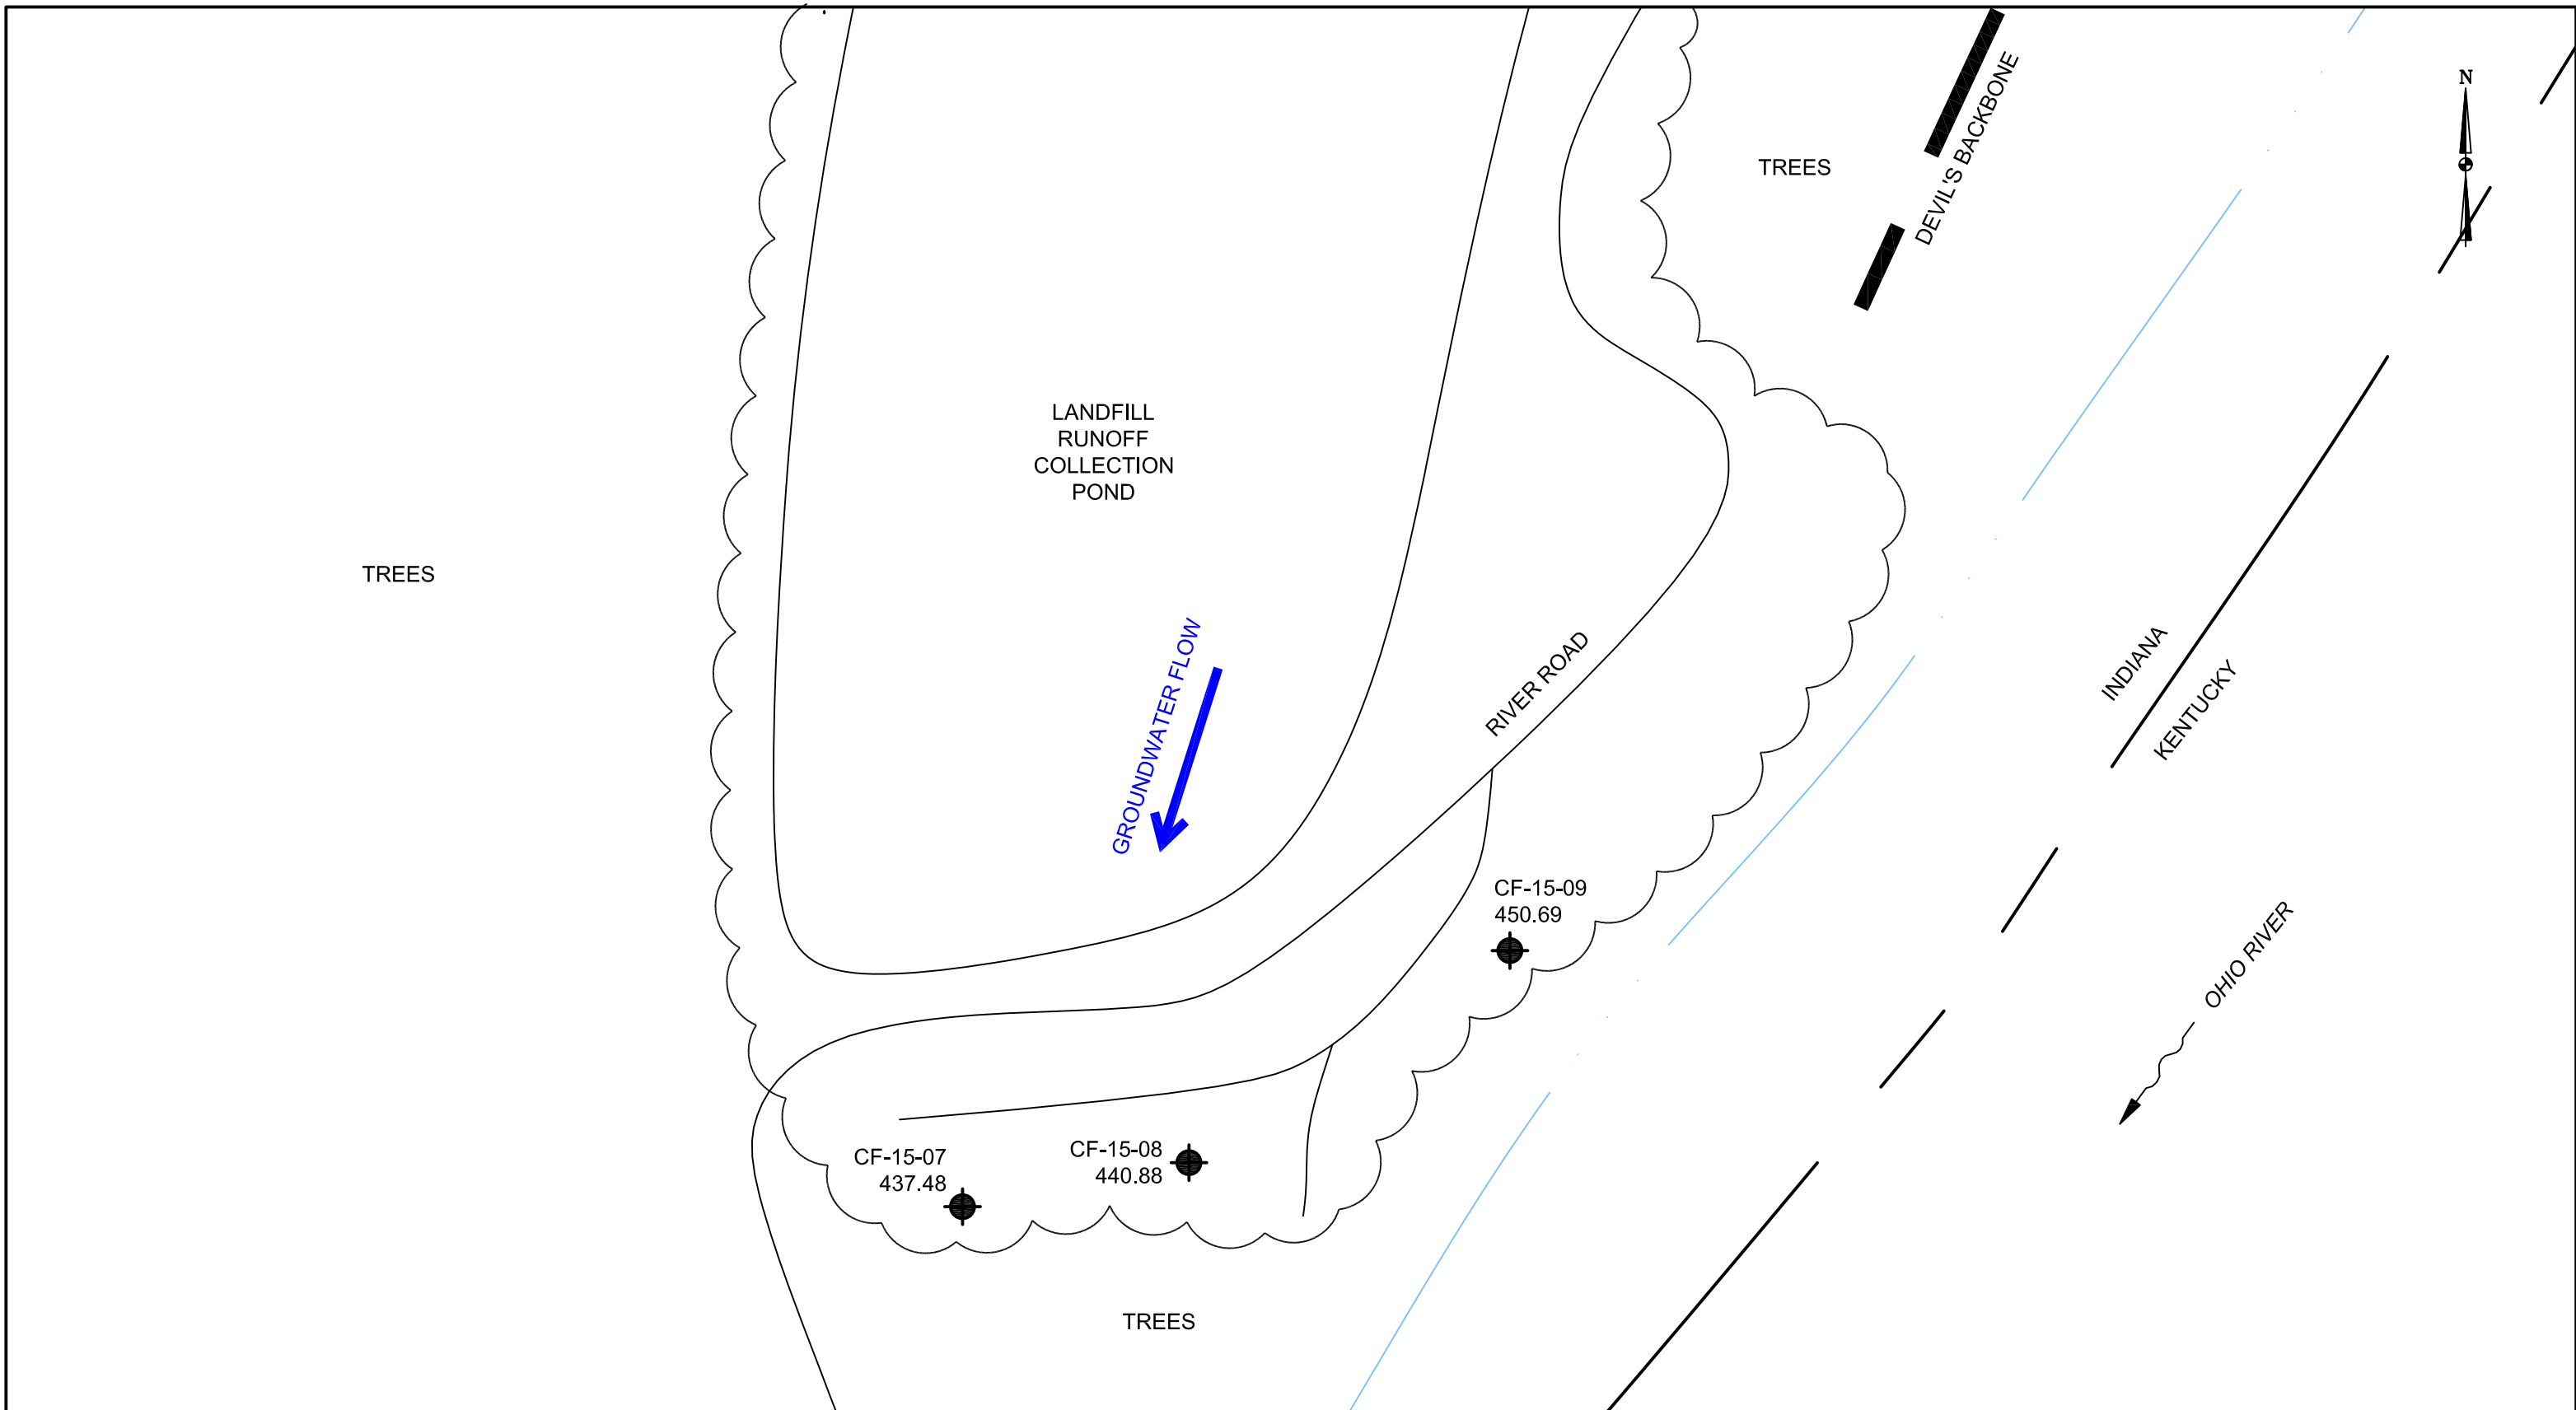 N
DEVIL'S BACKBONE
TREES
LANDFILL
RUNOFF
COLLECTION
POND
TREES
GROUNDWATER FLOW
RIVER ROAD
INDIANA
KENTUCKY
CF-15-09
450.69
OHIO RIVER
CF-15-07
437.48
CF-15-08
440.88
TREES